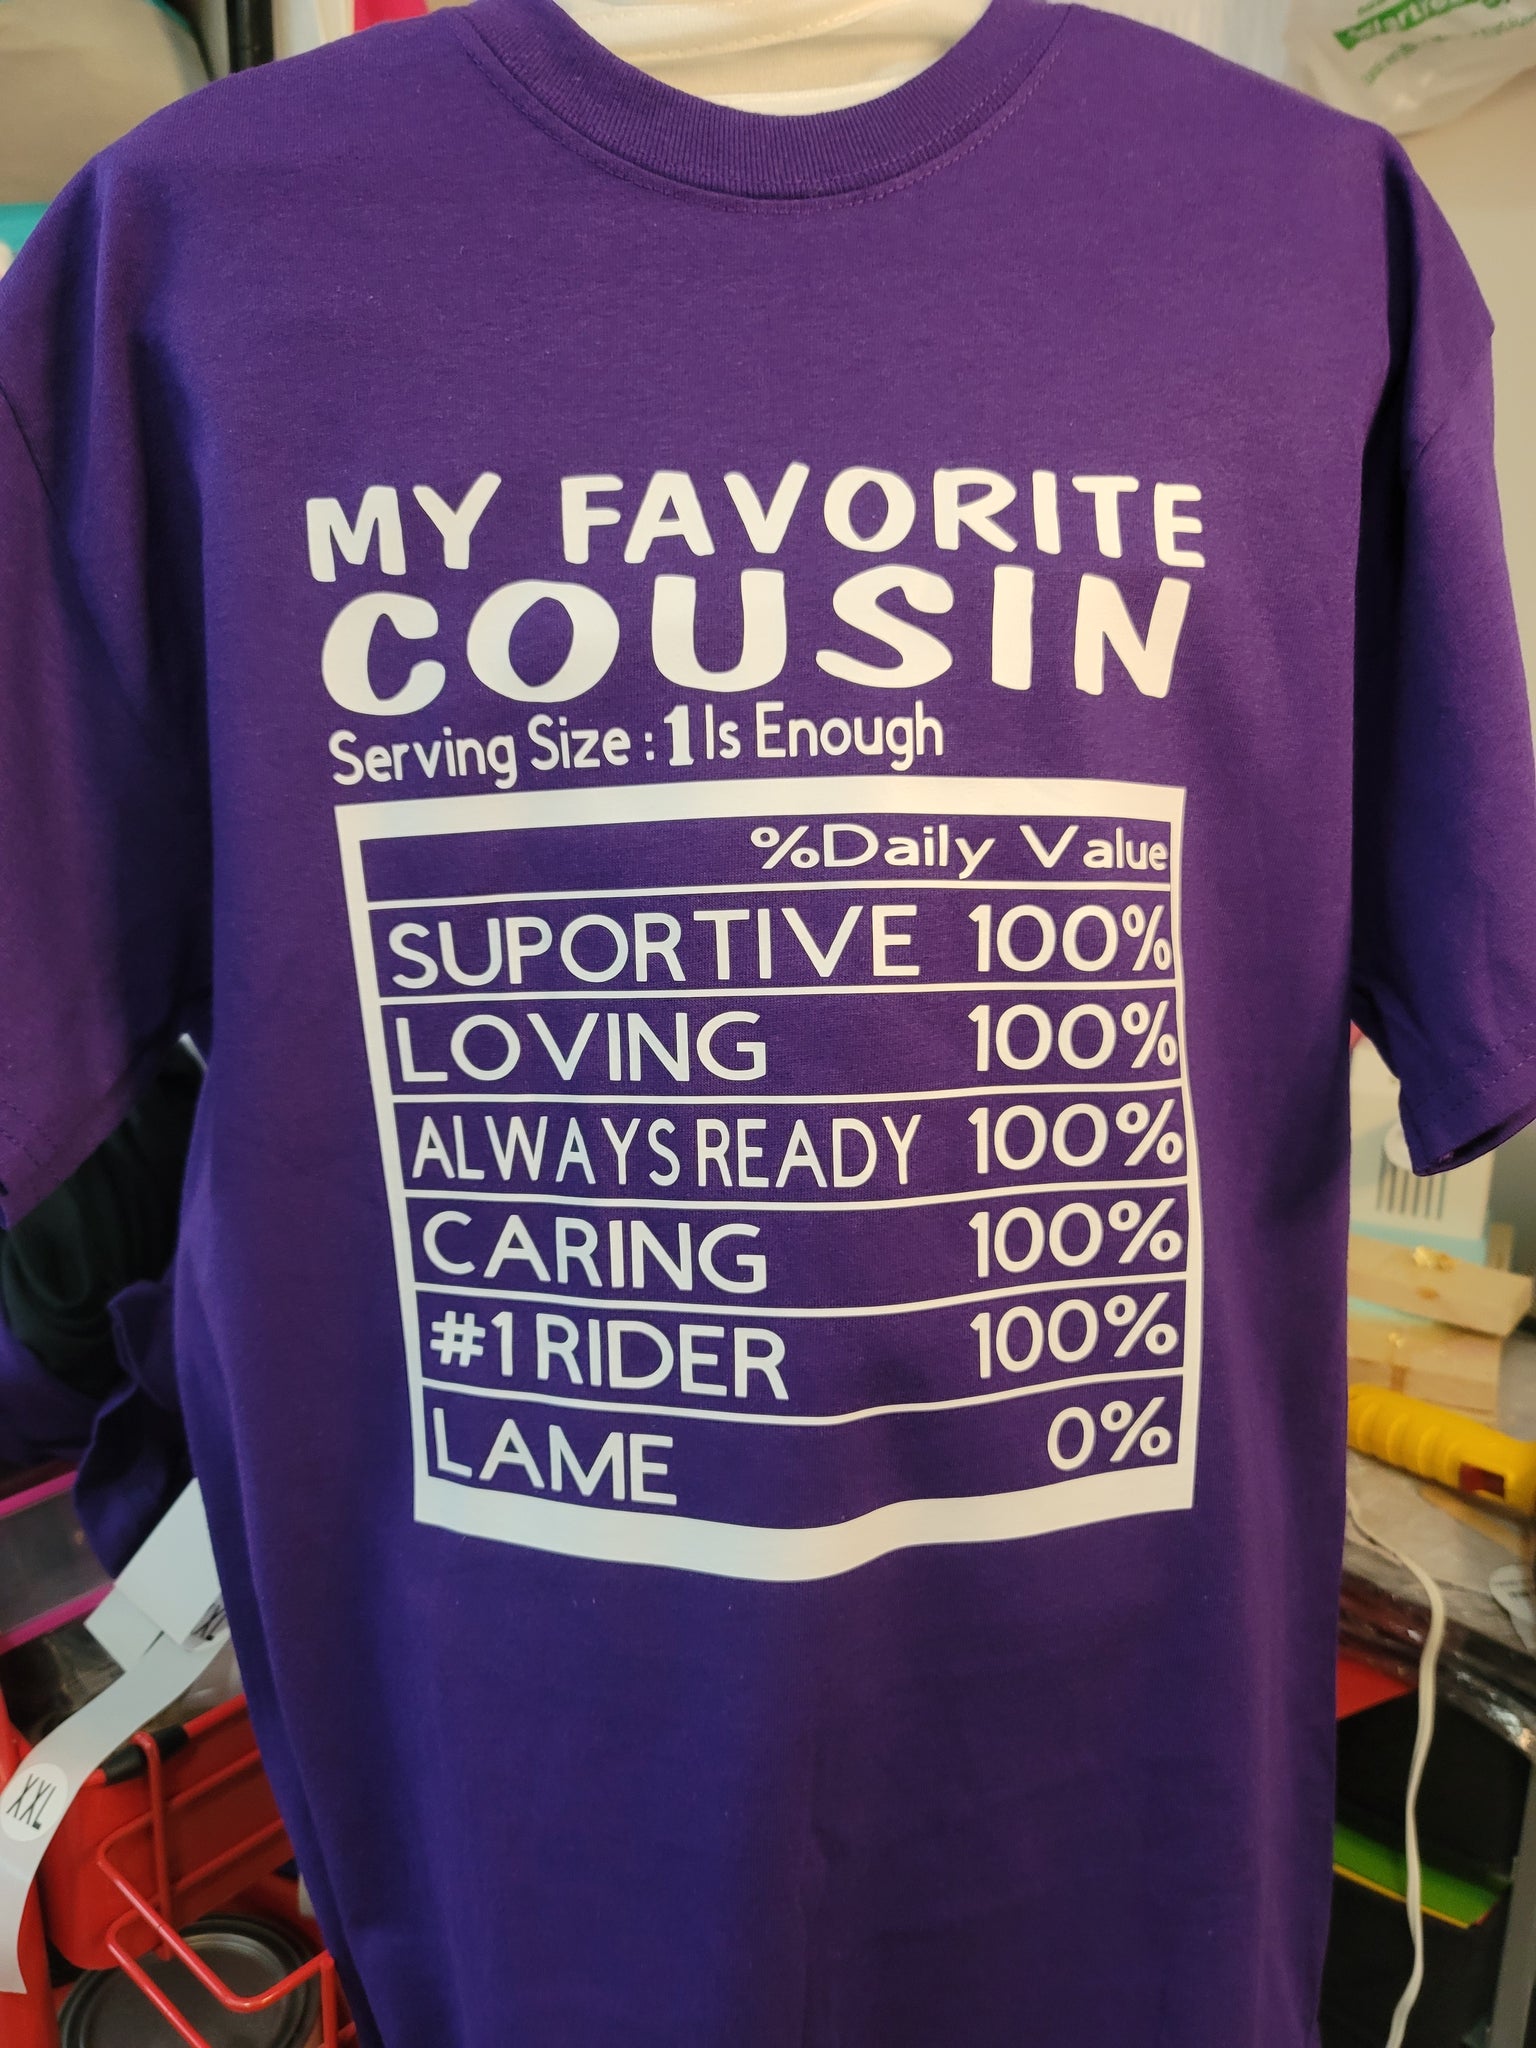 MY FAVORITE
COUSIN
Serving Size : 1 Is Enough
%Daily Value
SUPORTIVE 100%
LOVING 100%
ALWAYS READY 100%
CARING 100%
#1 RIDER 100%
LAME 0%
XL
XXL